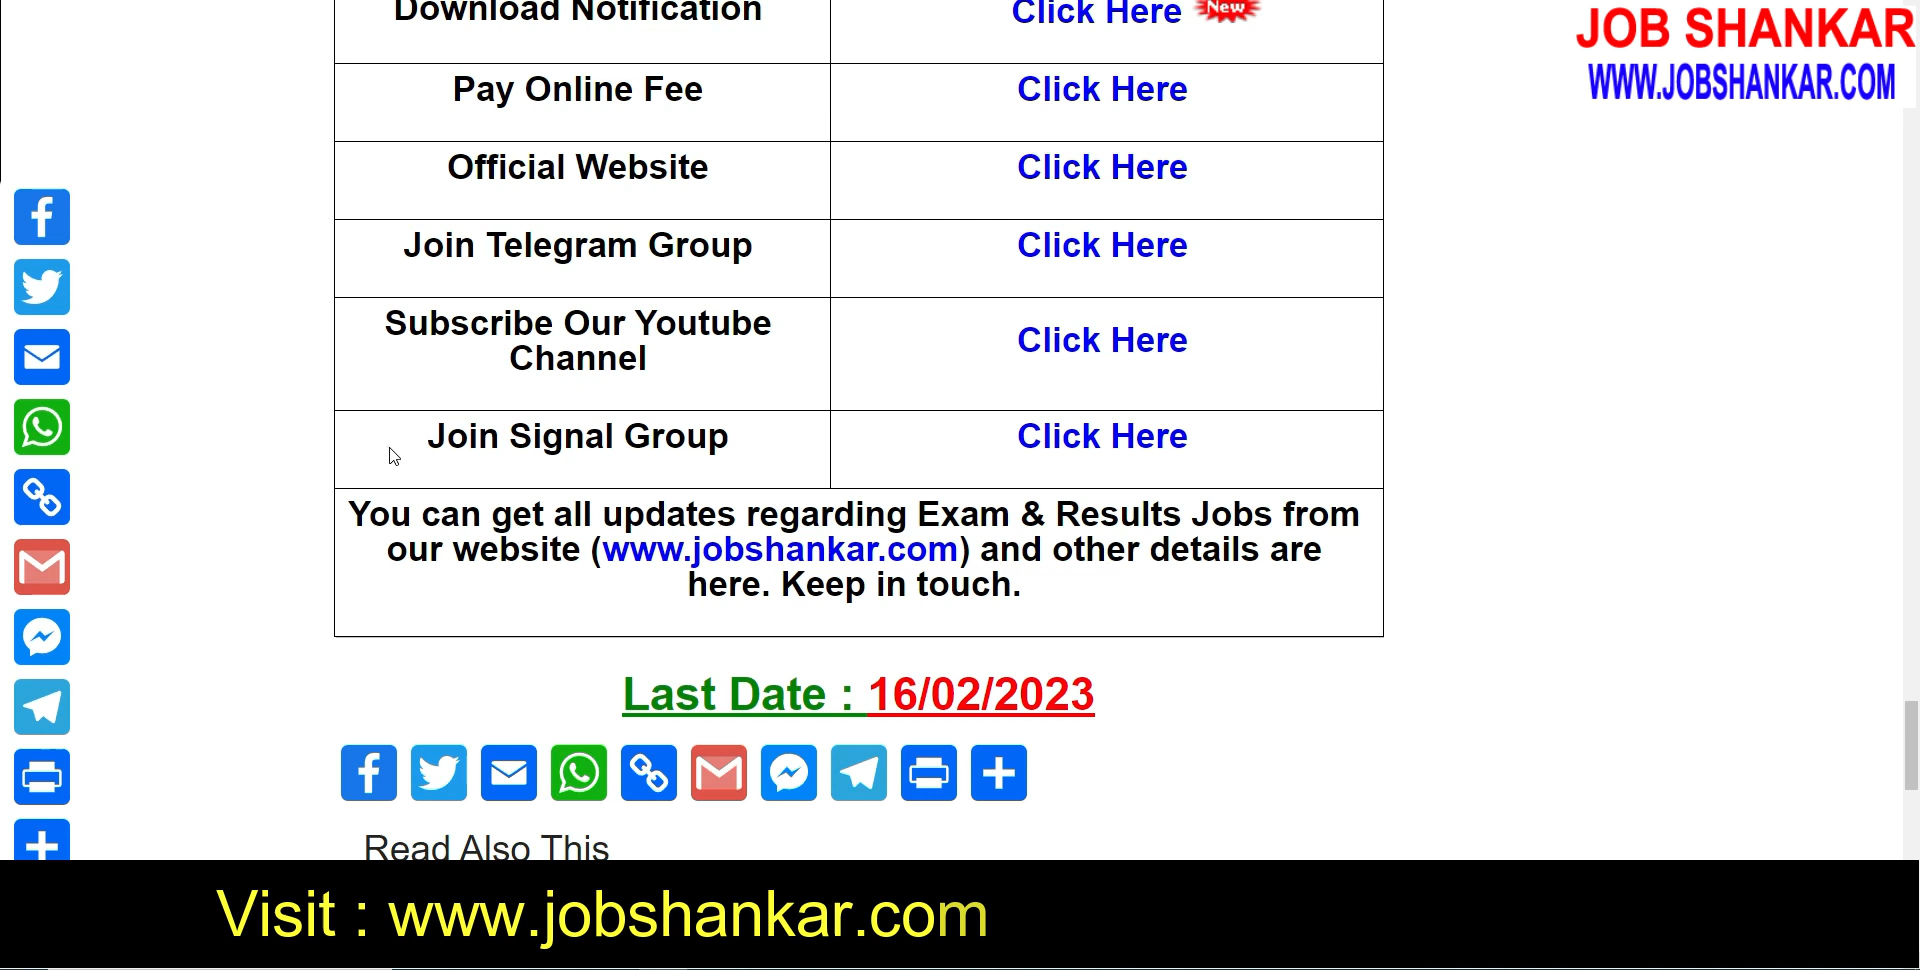 Download Notification Click Here New
JOB SHANKAR
WWW.JOBSHANKAR.COM
Pay Online Fee Click Here
Official Website Click Here
Join Telegram Group Click Here
Subscribe Our Youtube
Channel
Click Here
Join Signal Group Click Here
You can get all updates regarding Exam & Results Jobs from
our website (www.jobshankar.com) and other details are
here. Keep in touch.
Last Date : 16/02/2023
Read Also This
Visit : www.jobshankar.com